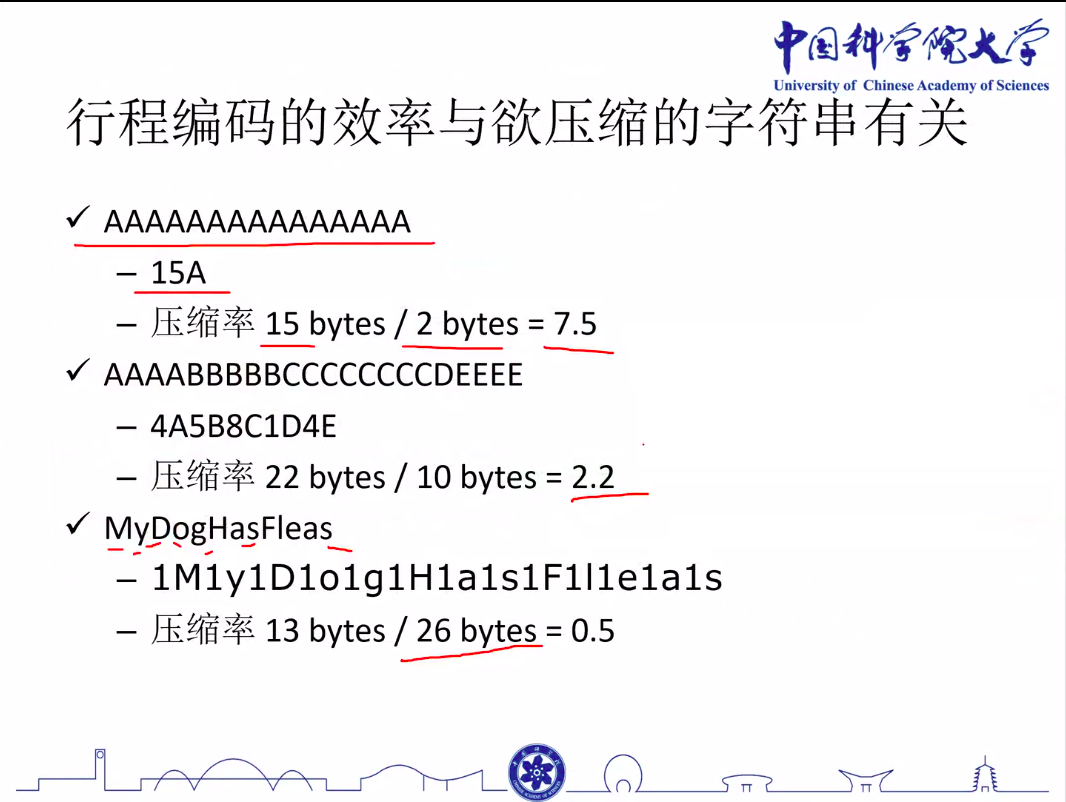 中国科学院大学
University of Chinese Academy of Sciences
行程编码的效率与欲压缩的字符串有关
✓ AAAAAAAAAAAAAAA
– 15A
– 压缩率 15 bytes / 2 bytes = 7.5
✓ AAAABBBBBCCCCCCCCDEEEE
– 4A5B8C1D4E
– 压缩率 22 bytes / 10 bytes = 2.2
✓ MyDogHasFleas
– 1M1y1D1o1g1H1a1s1F1l1e1a1s
– 压缩率 13 bytes / 26 bytes = 0.5